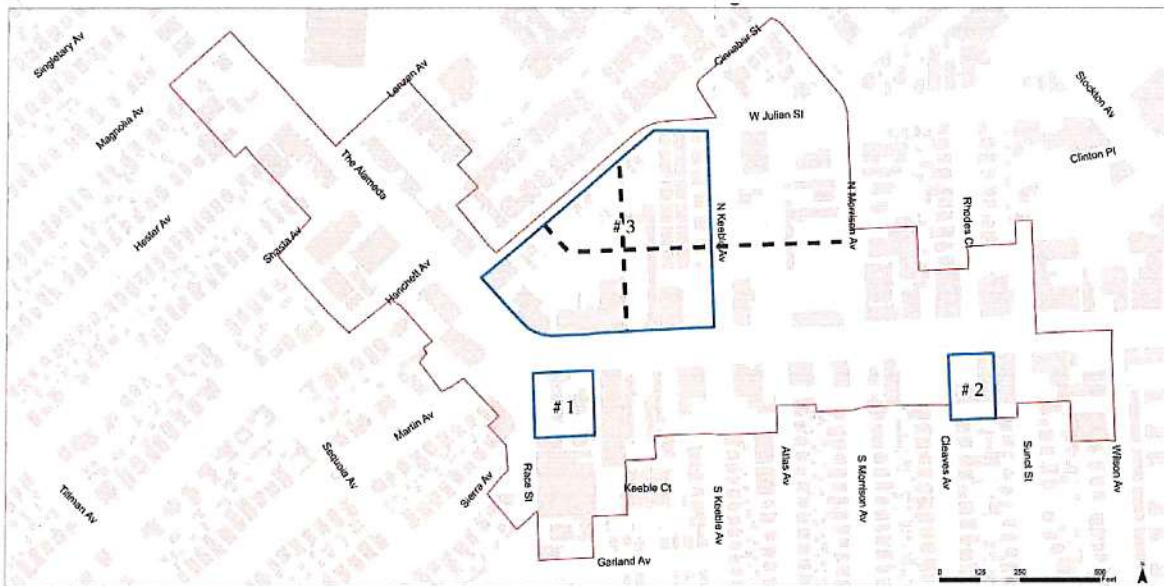 Singletary Av
Magnolia Av
Hester Av
Shasta Av
The Alameda
Lenzen Av
Hanchett Av
Cinnabar St
W Julian St
Stockton Av
Clinton Pl
N Morrison Av
Rhodes Ct
N Keeble Av
# 3
# 1
# 2
Martin Av
Sequoia Av
Tillman Av
Sierra Av
Race St
Garland Av
Keeble Ct
S Keeble Av
Atlas Av
S Morrison Av
Cleaves Av
Sunol St
Wilson Av
0 125 250 500
Feet